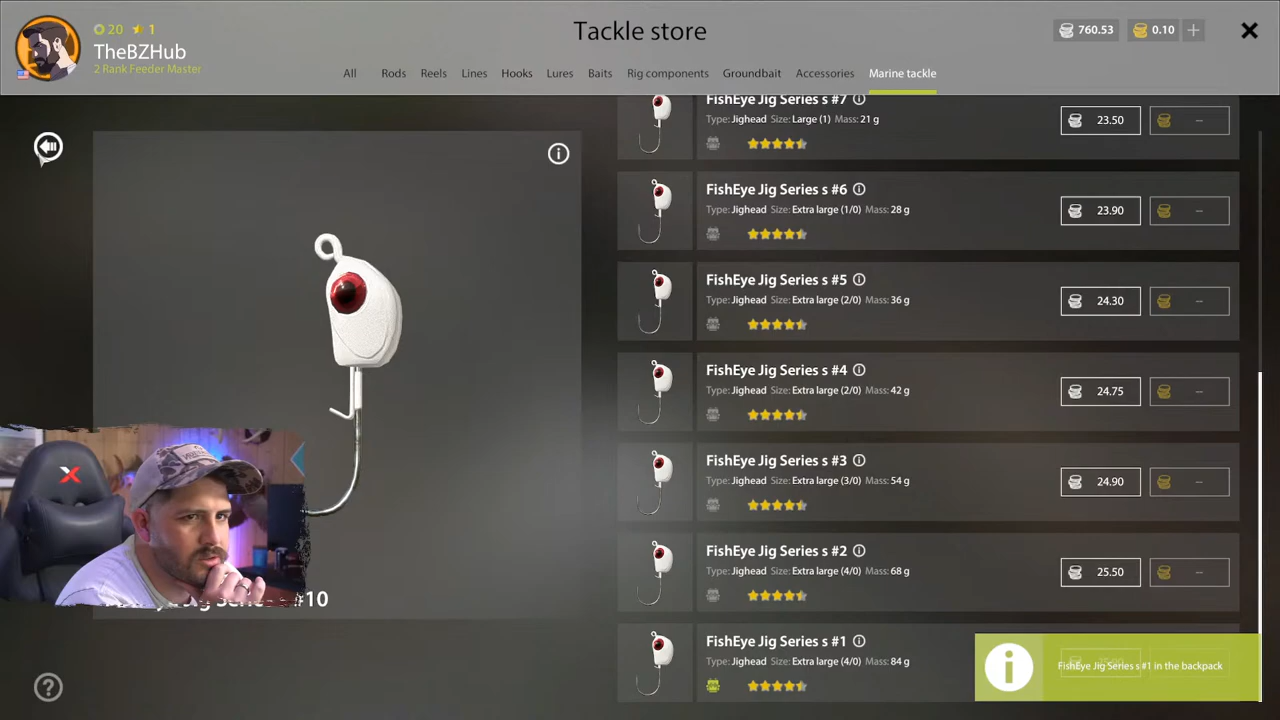 20 1
TheBZHub
2 Rank Feeder Master
Tackle store
760.53
0.10
+
All Rods Reels Lines Hooks Lures Baits Rig components Groundbait Accessories Marine tackle
FishEye Jig Series s #7
Type: Jighead Size: Large (1) Mass: 21 g
23.50 --
FishEye Jig Series s #6
Type: Jighead Size: Extra large (1/0) Mass: 28 g
23.90 --
FishEye Jig Series s #5
Type: Jighead Size: Extra large (2/0) Mass: 36 g
24.30 --
FishEye Jig Series s #4
Type: Jighead Size: Extra large (2/0) Mass: 42 g
24.75 --
FishEye Jig Series s #3
Type: Jighead Size: Extra large (3/0) Mass: 54 g
24.90 --
FishEye Jig Series s #2
Type: Jighead Size: Extra large (4/0) Mass: 68 g
25.50 --
FishEye Jig Series s #1
Type: Jighead Size: Extra large (4/0) Mass: 84 g
FishEye Jig Series s #1 in the backpack
#10